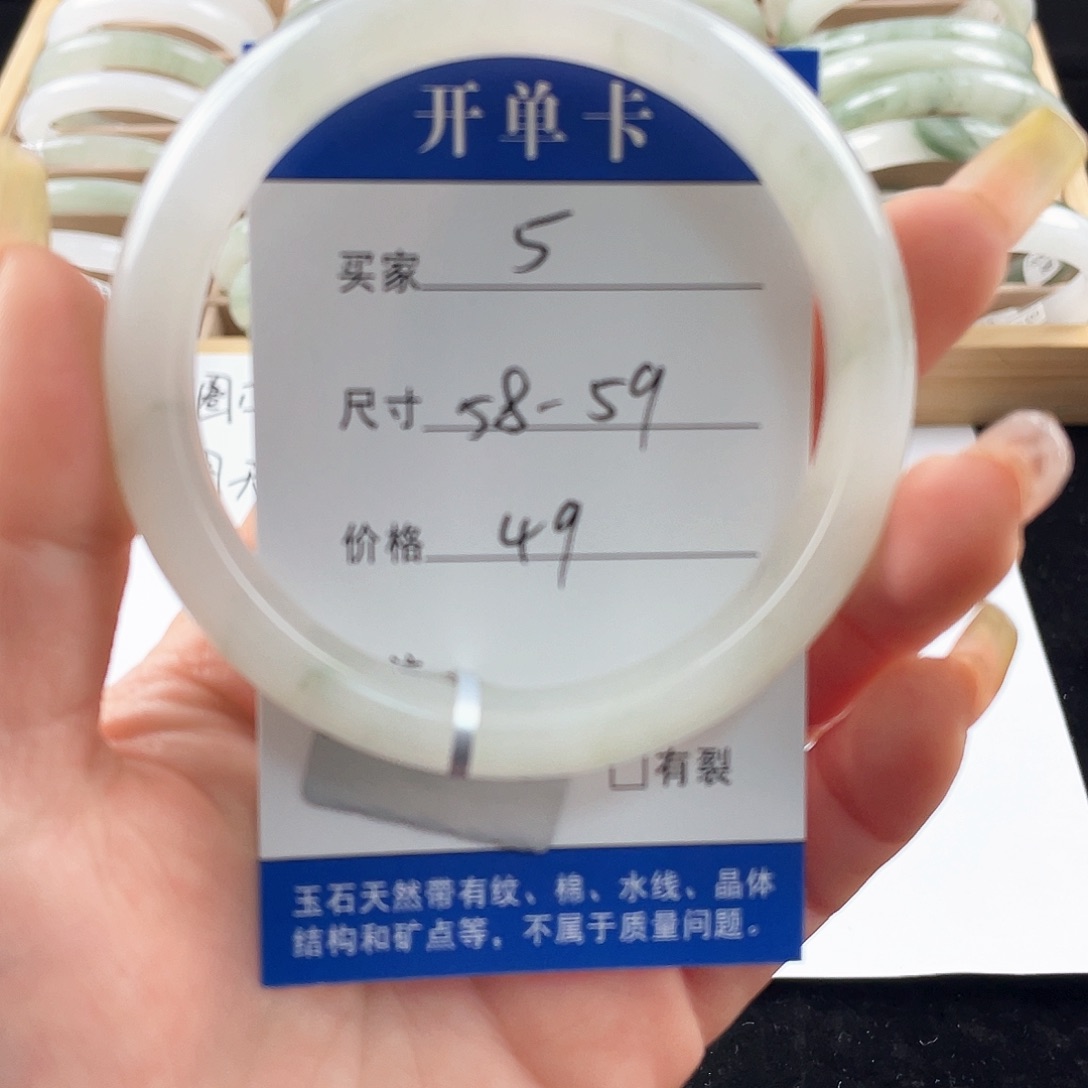 开单卡
买家 5
尺寸 58-59
价格 49
有裂
玉石天然带有纹、棉、水线、晶体
结构和矿点等，不属于质量问题。